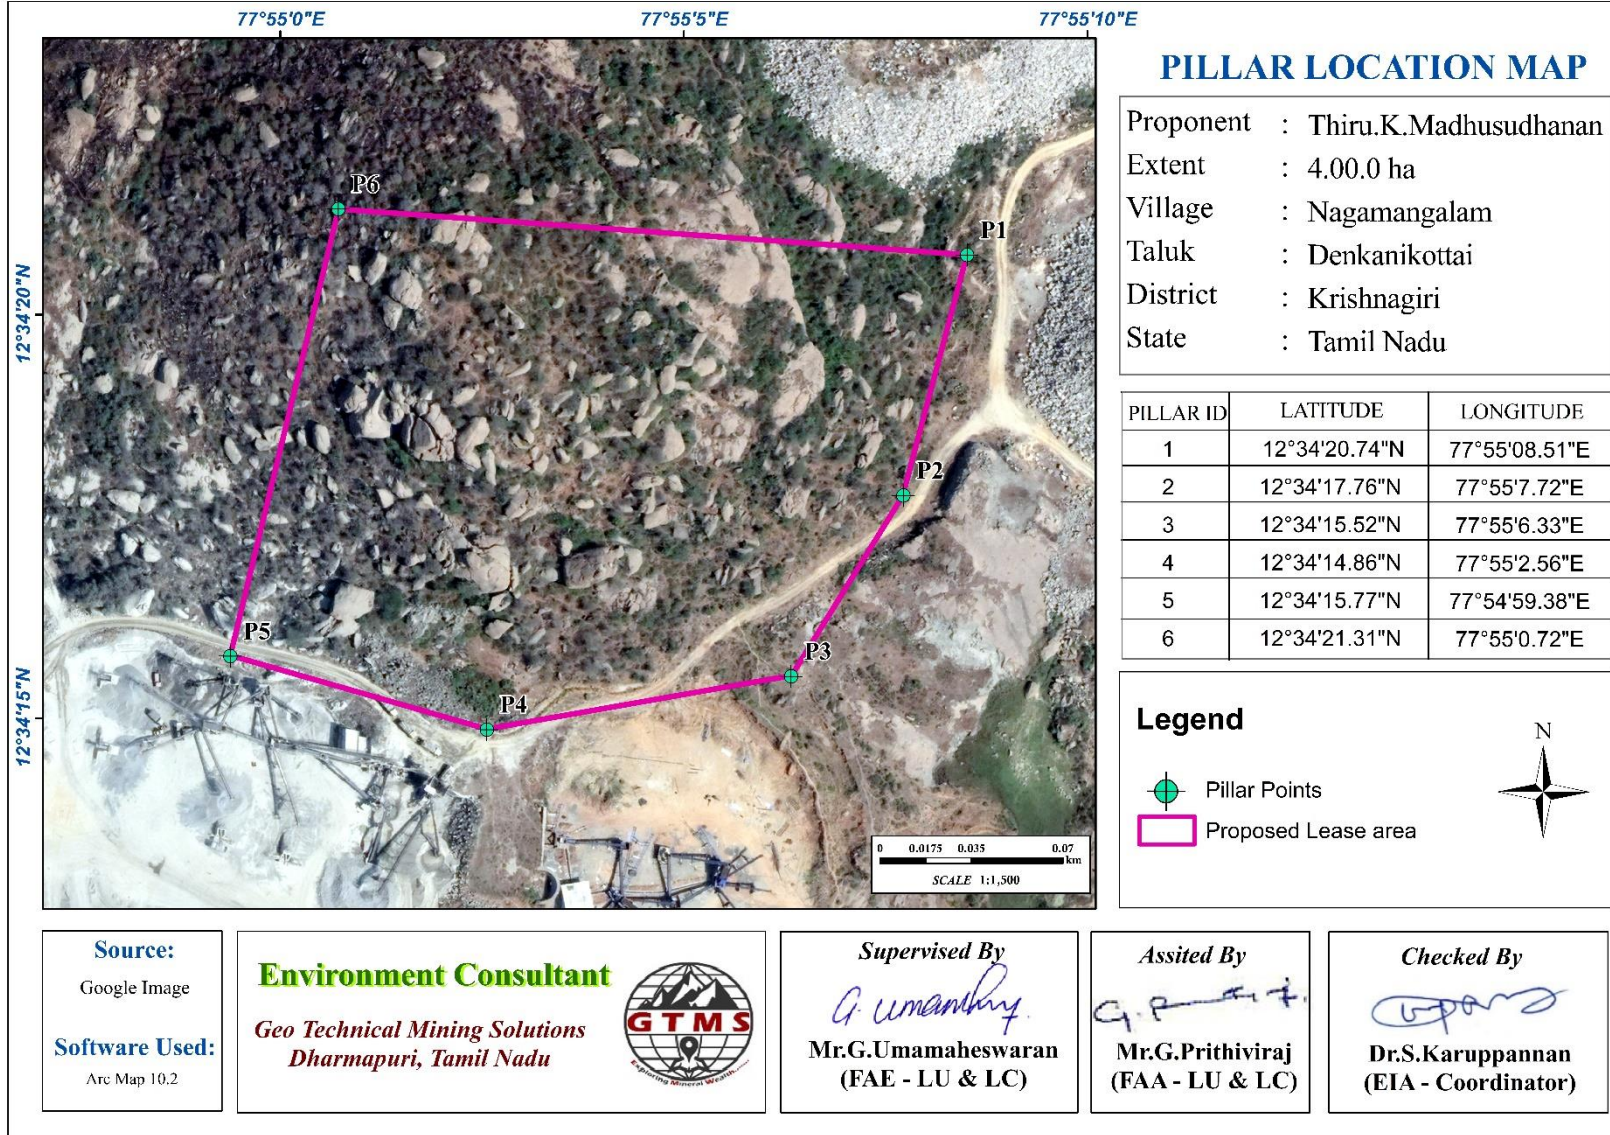 77°55'0"E
77°55'5"E
77°55'10"E
12°34'20"N
12°34'15"N
P6
P1
P2
P3
P4
P5
0 0.0175 0.035 0.07
km
SCALE 1:1,500
PILLAR LOCATION MAP
Proponent : Thiru.K.Madhusudhanan
Extent : 4.00.0 ha
Village : Nagamangalam
Taluk : Denkanikottai
District : Krishnagiri
State : Tamil Nadu
PILLAR ID LATITUDE LONGITUDE
1 12°34'20.74"N 77°55'08.51"E
2 12°34'17.76"N 77°55'7.72"E
3 12°34'15.52"N 77°55'6.33"E
4 12°34'14.86"N 77°55'2.56"E
5 12°34'15.77"N 77°54'59.38"E
6 12°34'21.31"N 77°55'0.72"E
Legend
N
Pillar Points
Proposed Lease area
Source:
Google Image
Software Used:
Arc Map 10.2
Environment Consultant
Geo Technical Mining Solutions
Dharmapuri, Tamil Nadu
GTMS
Exploring Mineral Wealth......
Supervised By
Mr.G.Umamaheswaran
(FAE - LU & LC)
Assited By
Mr.G.Prithiviraj
(FAA - LU & LC)
Checked By
Dr.S.Karuppannan
(EIA - Coordinator)